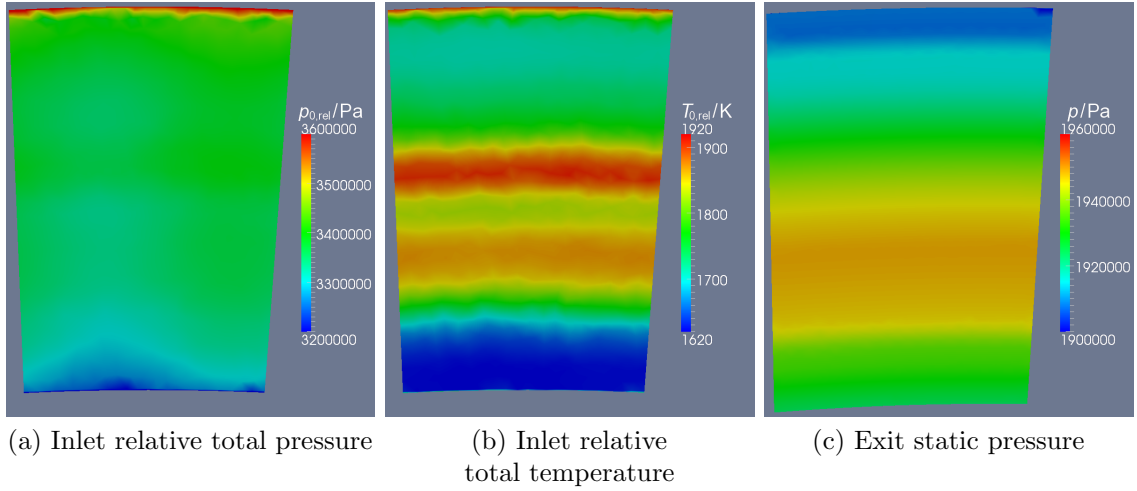 p0,rel/Pa
3600000
3500000
3400000
3300000
3200000
T0,rel/K
1920
1900
1800
1700
1620
p/Pa
1960000
1940000
1920000
1900000
(a) Inlet relative total pressure
(b) Inlet relative
total temperature
(c) Exit static pressure